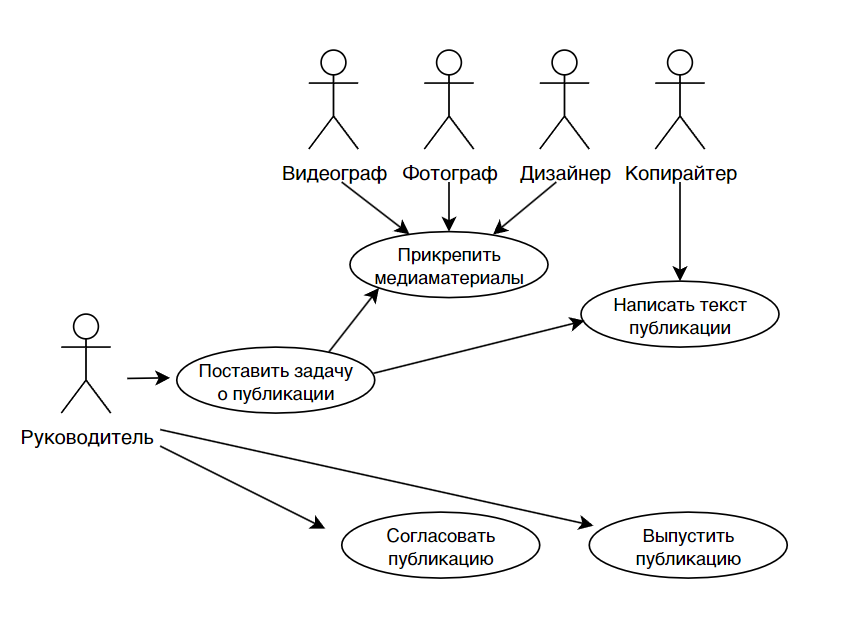 Видеограф Фотограф Дизайнер Копирайтер
Прикрепить
медиаматериалы
Написать текст
публикации
Поставить задачу
о публикации
Руководитель
Согласовать
публикацию
Выпустить
публикацию